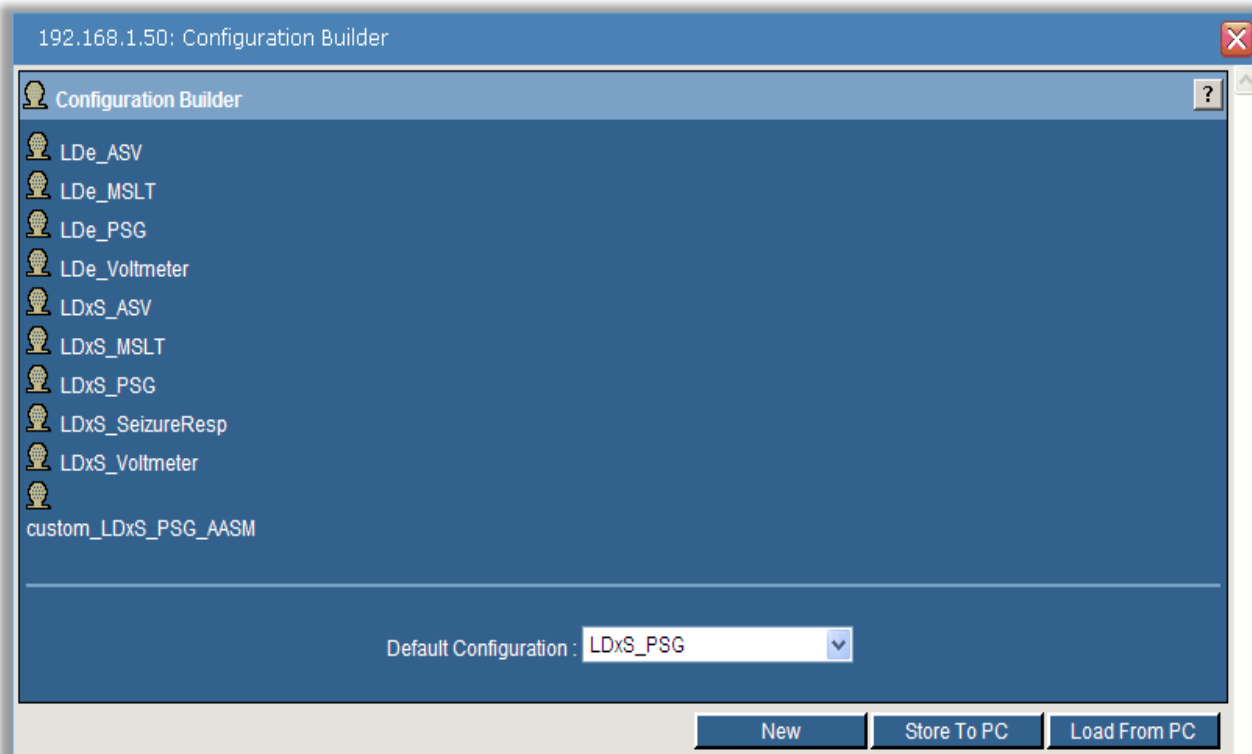 192.168.1.50: Configuration Builder
Configuration Builder
?
LDe_ASV
LDe_MSLT
LDe_PSG
LDe_Voltmeter
LDxS_ASV
LDxS_MSLT
LDxS_PSG
LDxS_SeizureResp
LDxS_Voltmeter
custom_LDxS_PSG_AASM
Default Configuration : LDxS_PSG
New Store To PC Load From PC